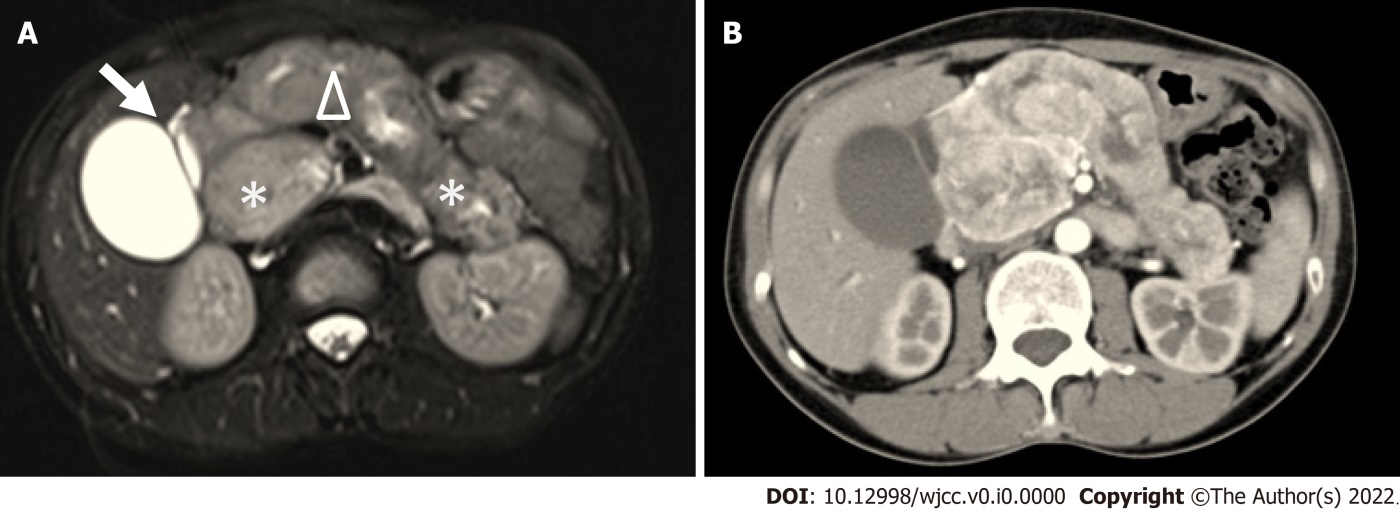 A
B
*
*
DOI: 10.12998/wjcc.v0.i0.0000 Copyright ©The Author(s) 2022.